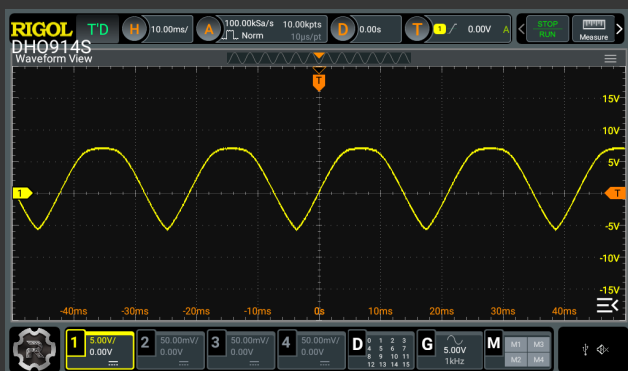 RIGOL T'D H 10.00ms/ A 100.00kSa/s 10.00kpts D 0.00s T 1 0.00V A STOP Measure
Norm 10µs/pt RUN
DHO914S
Waveform View
T
15V
10V
5V
1 T
-5V
-10V
-15V
-40ms -30ms -20ms -10ms 0s 10ms 20ms 30ms 40ms
1 5.00V/ 2 50.00mV/ 3 50.00mV/ 4 50.00mV/ D 0 1 2 3 G M M1 M3
0.00V 0.00V 0.00V 0.00V 4 5 6 7 5.00V
8 9 10 11 1kHz M2 M4
12 13 14 15